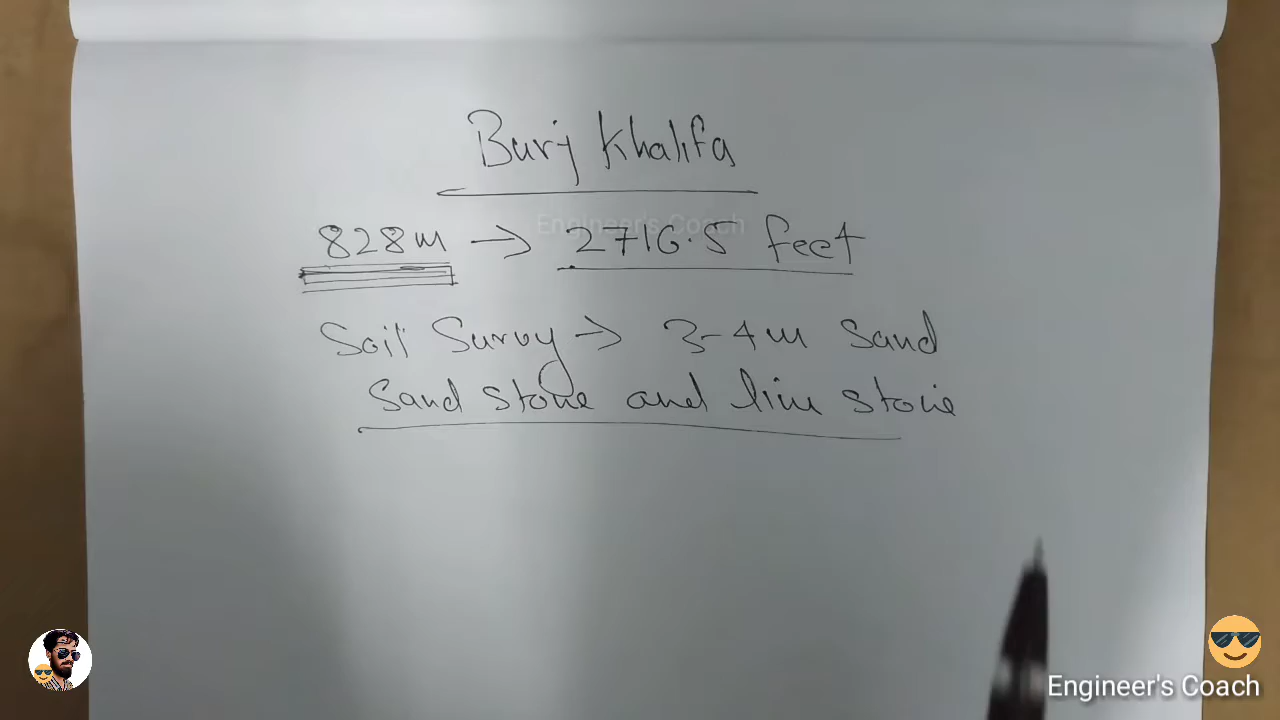 Burj Khalifa
Engineer's Coach
828m → 2716.5 feet
Soil Survy → 3-4m Sand
Sand stone and lim stone
Engineer's Coach